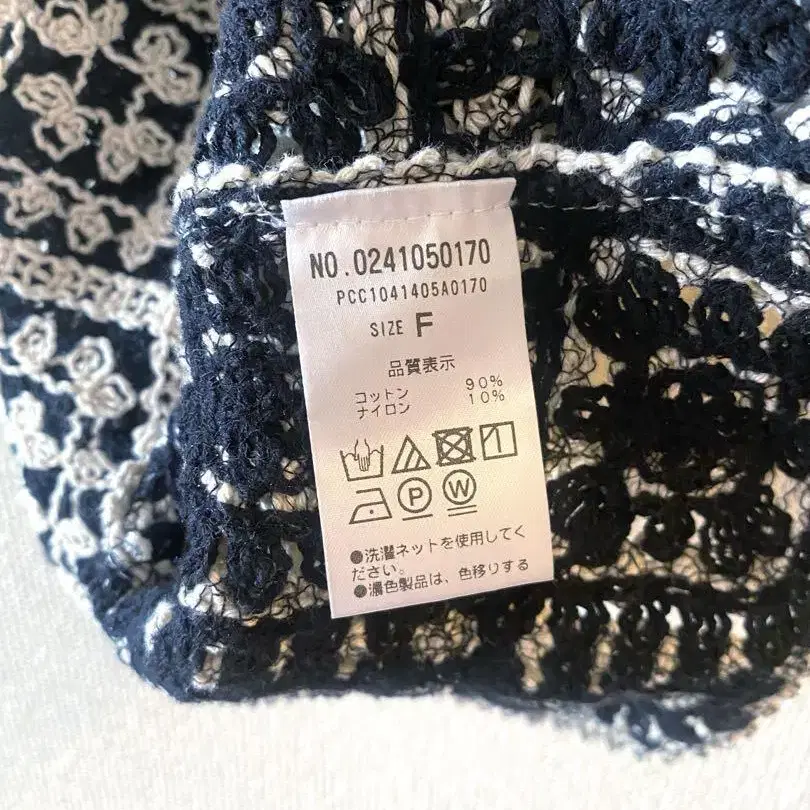 NO.0241050170
PCC1041405A0170
SIZE F
品質表示
コットン 90%
ナイロン 10%
P W
●洗濯ネットを使用してく
ださい。
●濃色製品は、色移りする